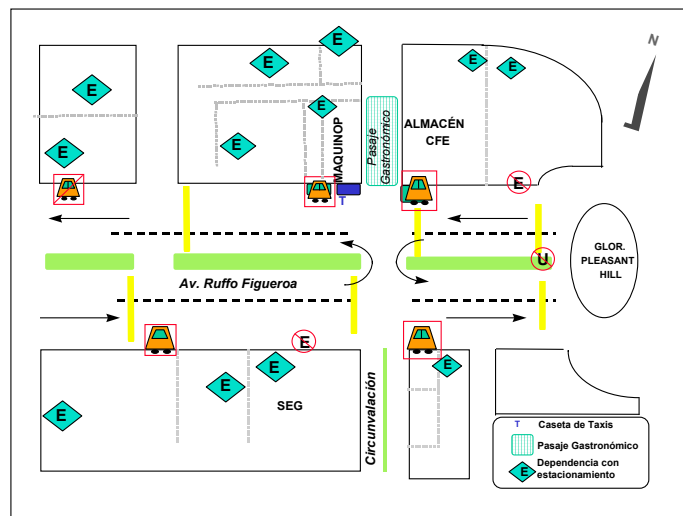 N
E
E
E
E
E
E
E
E
MAQUINOP
Pasaje
Gastronómico
ALMACÉN
CFE
E
T
U
GLOR.
PLEASANT
HILL
Av. Ruffo Figueroa
E
E
E
E
E
SEG
Circunvalación
T Caseta de Taxis
Pasaje Gastronómico
E Dependencia con
estacionamiento